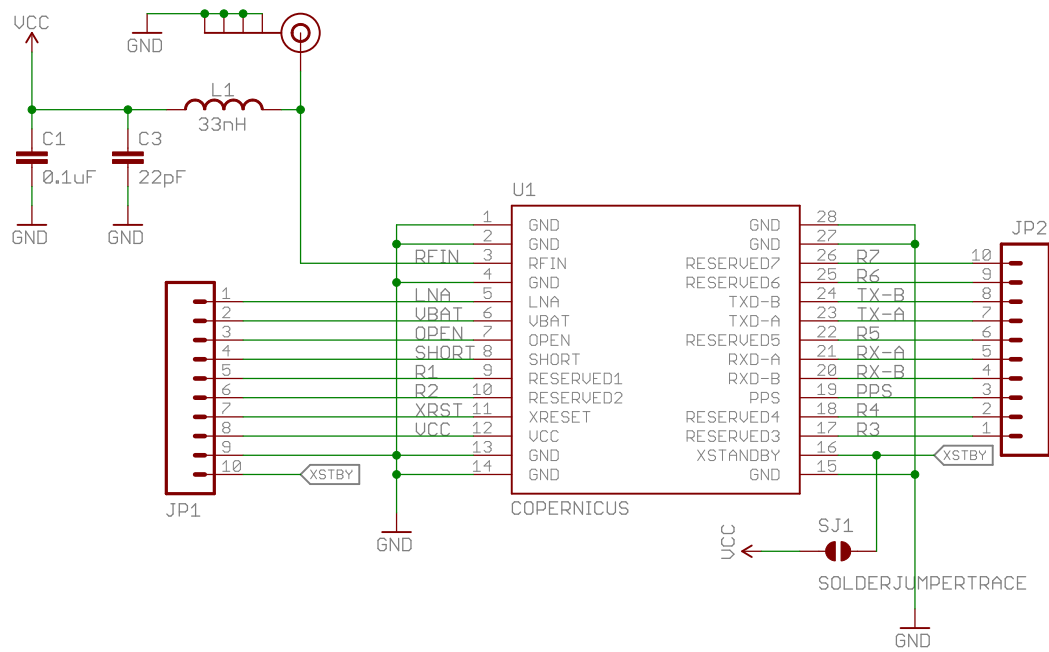 VCC
GND
L1
33nH
C1
0.1uF
C3
22pF
GND
GND
U1
1 GND
2 GND
RFIN 3 RFIN
4 GND
1 LNA 5 LNA
2 VBAT 6 VBAT
3 OPEN 7 OPEN
4 SHORT 8 SHORT
5 R1 9 RESERVED1
6 R2 10 RESERVED2
7 XRST 11 XRESET
8 VCC 12 VCC
9 13 GND
10 XSTBY 14 GND
JP1
GND
COPERNICUS
GND 28
GND 27
RESERVED7 26 R7 10
RESERVED6 25 R6 9
TXD-B 24 TX-B 8
TXD-A 23 TX-A 7
RESERVED5 22 R5 6
RXD-A 21 RX-A 5
RXD-B 20 RX-B 4
PPS 19 PPS 3
RESERVED4 18 R4 2
RESERVED3 17 R3 1
XSTANDBY 16 XSTBY
GND 15
JP2
VCC
SJ1
SOLDERJUMPERTRACE
GND